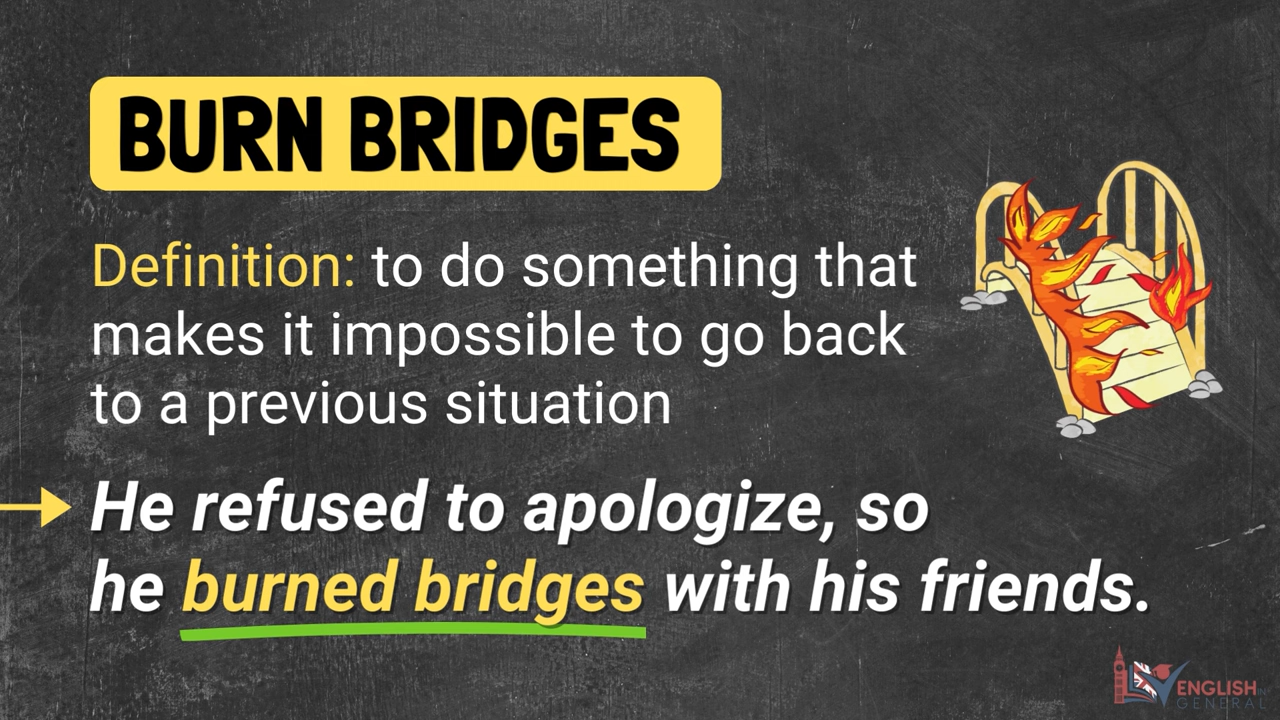 BURN BRIDGES
Definition: to do something that
makes it impossible to go back
to a previous situation
He refused to apologize, so
he burned bridges with his friends.
ENGLISH
GENERAL